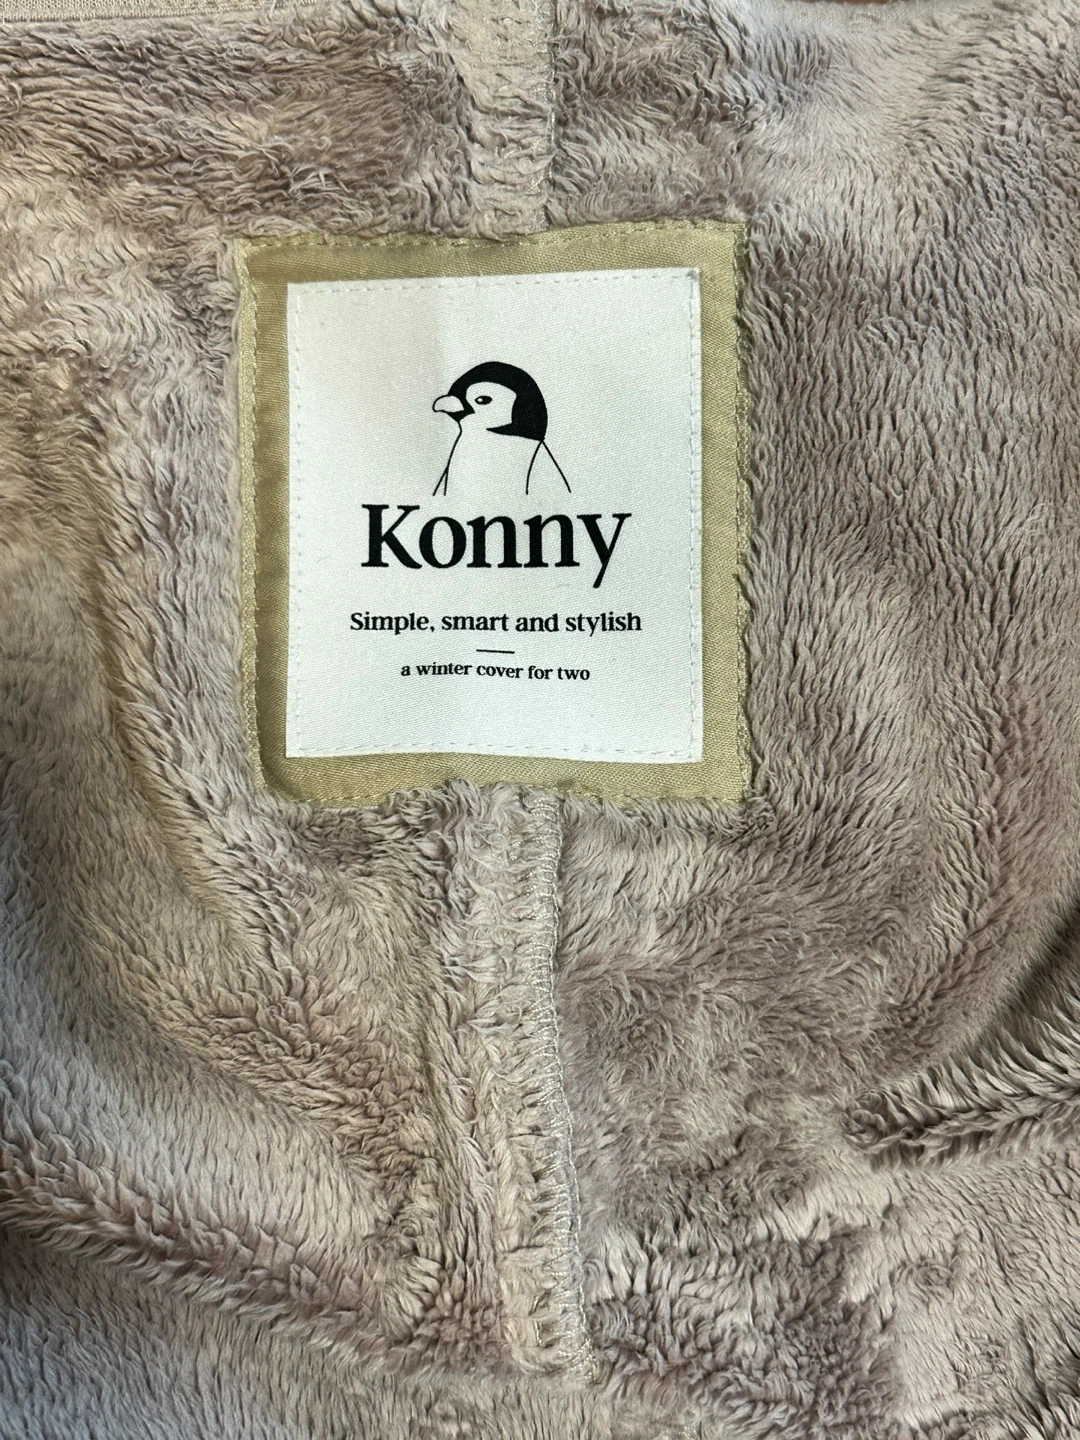 Konny
Simple, smart and stylish
a winter cover for two